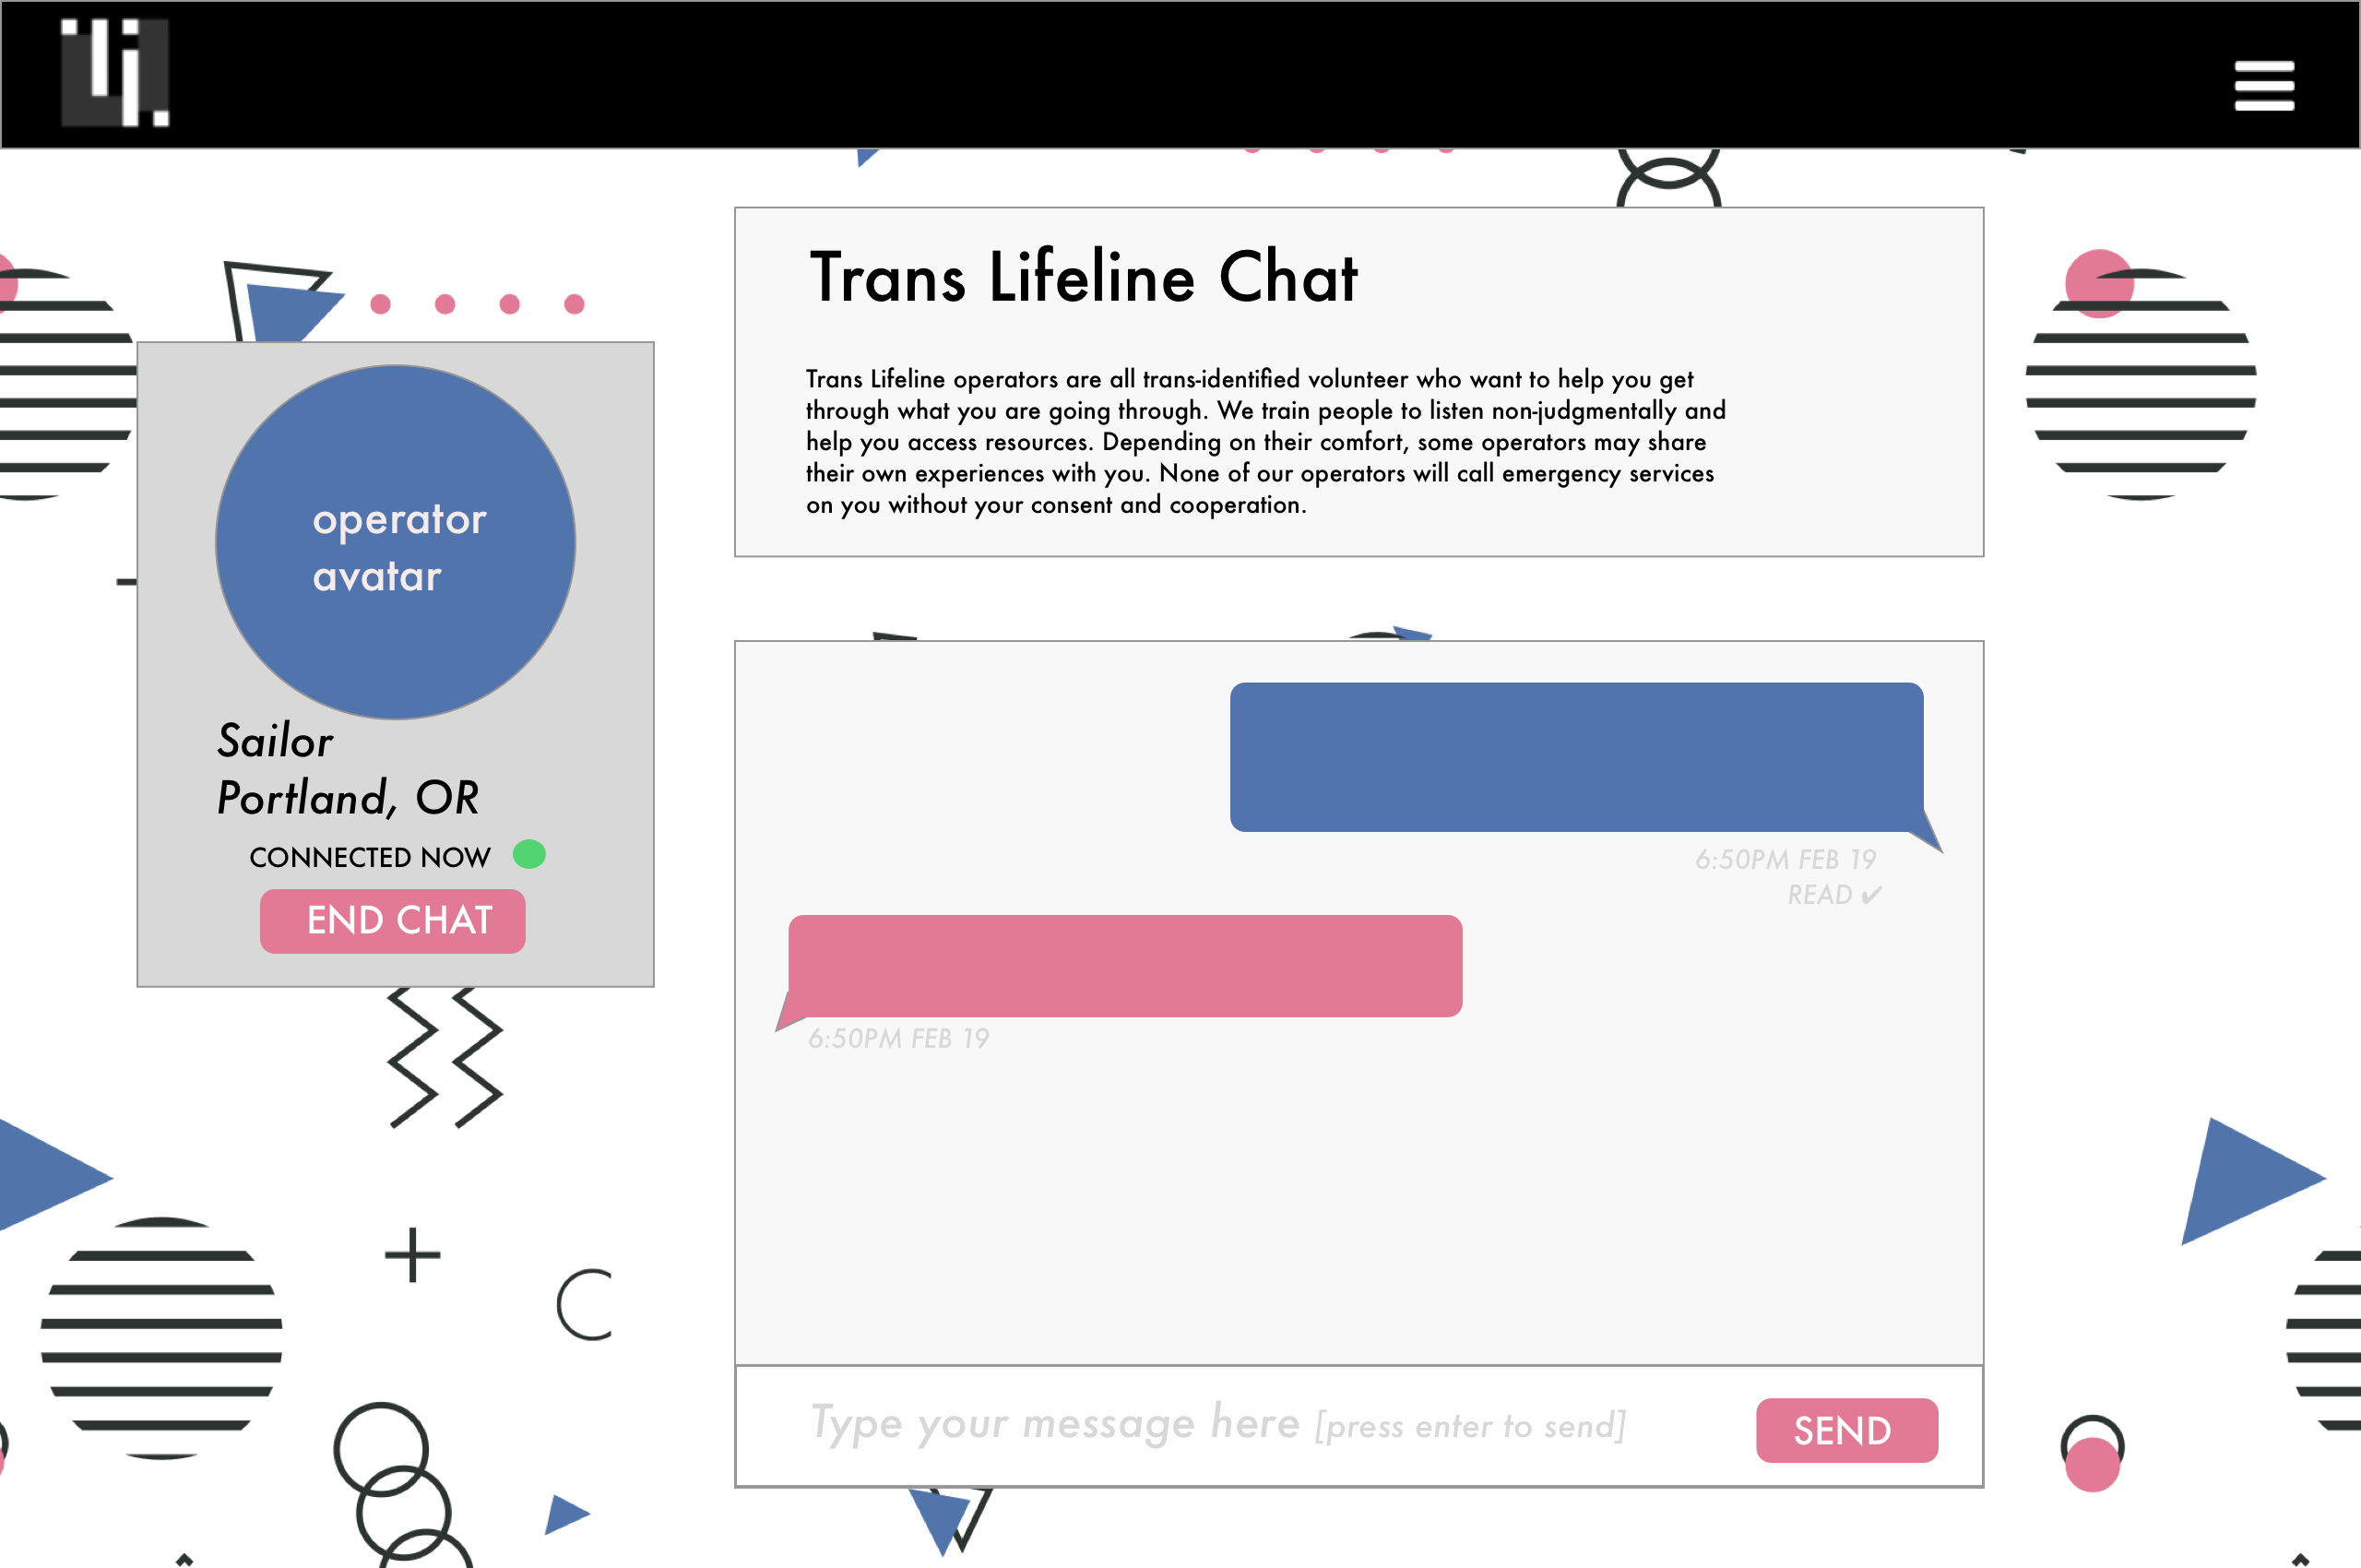 Trans Lifeline Chat
Trans Lifeline operators are all trans-identified volunteer who want to help you get
through what you are going through. We train people to listen non-judgmentally and
help you access resources. Depending on their comfort, some operators may share
their own experiences with you. None of our operators will call emergency services
on you without your consent and cooperation.
operator
avatar
Sailor
Portland, OR
CONNECTED NOW
END CHAT
6:50PM FEB 19
READ ✔
6:50PM FEB 19
Type your message here [press enter to send]
SEND